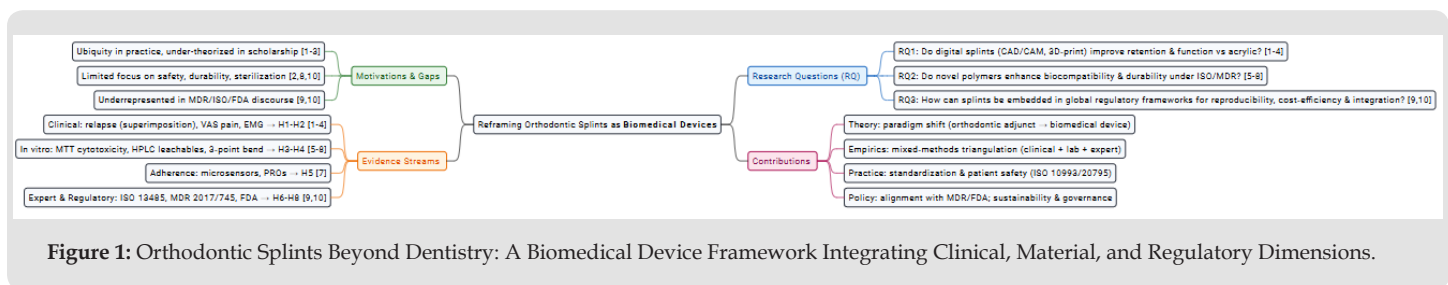 Ubiquity in practice, under-theorized in scholarship [1-3]
Limited focus on safety, durability, sterilization [2,8,10]
Underrepresented in MDR/ISO/FDA discourse [9,10]
Motivations & Gaps
Clinical: relapse (superimposition), VAS pain, EMG → H1-H2 [1-4]
In vitro: MTT cytotoxicity, HPLC leachables, 3-point bend → H3-H4 [5-8]
Adherence: microsensors, PROs → H5 [7]
Expert & Regulatory: ISO 13485, MDR 2017/745, FDA → H6-H8 [9,10]
Evidence Streams
Reframing Orthodontic Splints as Biomedical Devices
Research Questions (RQ)
RQ1: Do digital splints (CAD/CAM, 3D-print) improve retention & function vs acrylic? [1-4]
RQ2: Do novel polymers enhance biocompatibility & durability under ISO/MDR? [5-8]
RQ3: How can splints be embedded in global regulatory frameworks for reproducibility, cost-efficiency & integration? [9,10]
Contributions
Theory: paradigm shift (orthodontic adjunct → biomedical device)
Empirics: mixed-methods triangulation (clinical + lab + expert)
Practice: standardization & patient safety (ISO 10993/20795)
Policy: alignment with MDR/FDA; sustainability & governance
Figure 1: Orthodontic Splints Beyond Dentistry: A Biomedical Device Framework Integrating Clinical, Material, and Regulatory Dimensions.